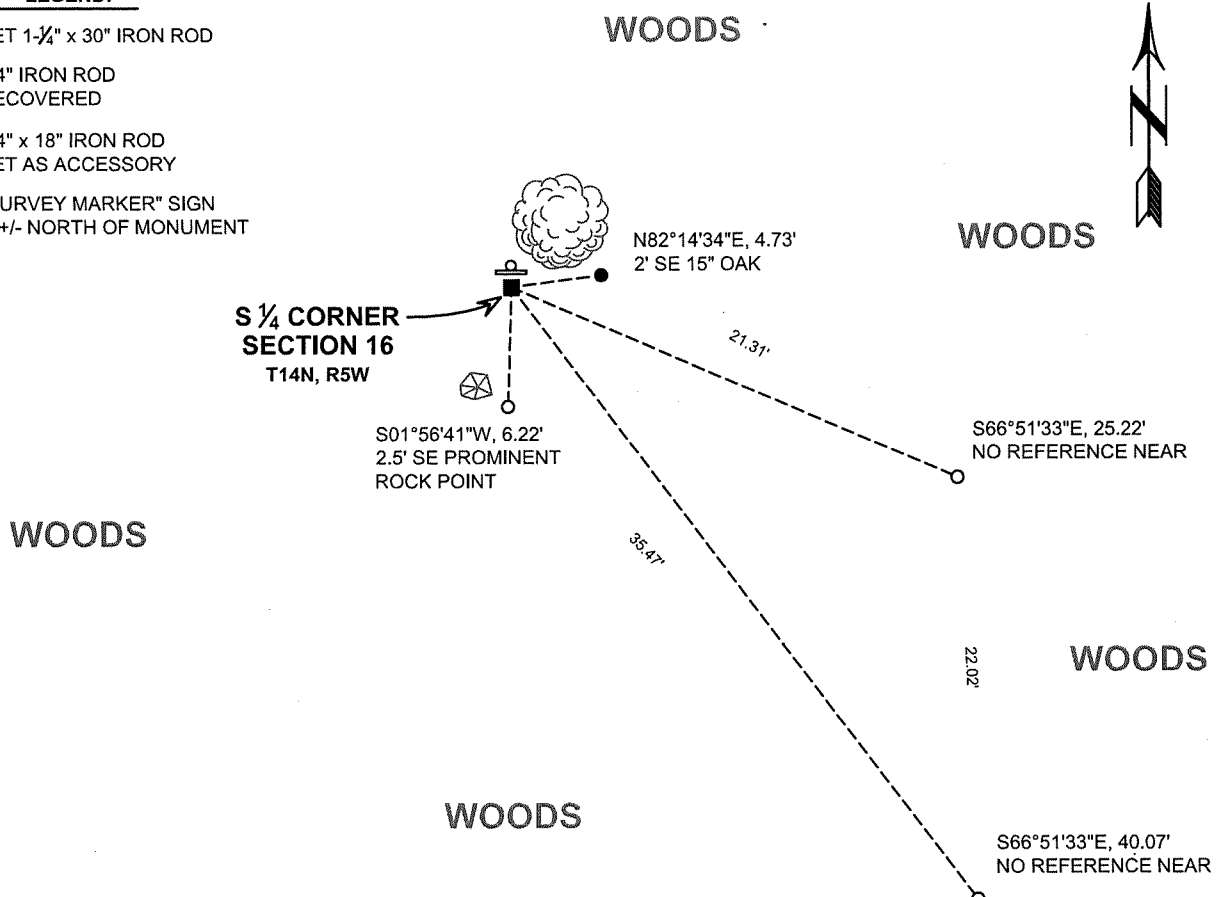 LEGEND:
ET 1-¼" x 30" IRON ROD
4" IRON ROD
ECOVERED
4" x 18" IRON ROD
ET AS ACCESSORY
URVEY MARKER" SIGN
+/- NORTH OF MONUMENT
WOODS
N
WOODS
N82°14'34"E, 4.73'
2' SE 15" OAK
S ¼ CORNER
SECTION 16
T14N, R5W
21.31'
S01°56'41"W, 6.22'
2.5' SE PROMINENT
ROCK POINT
S66°51'33"E, 25.22'
NO REFERENCE NEAR
WOODS
35.47'
22.02'
WOODS
WOODS
S66°51'33"E, 40.07'
NO REFERENCE NEAR